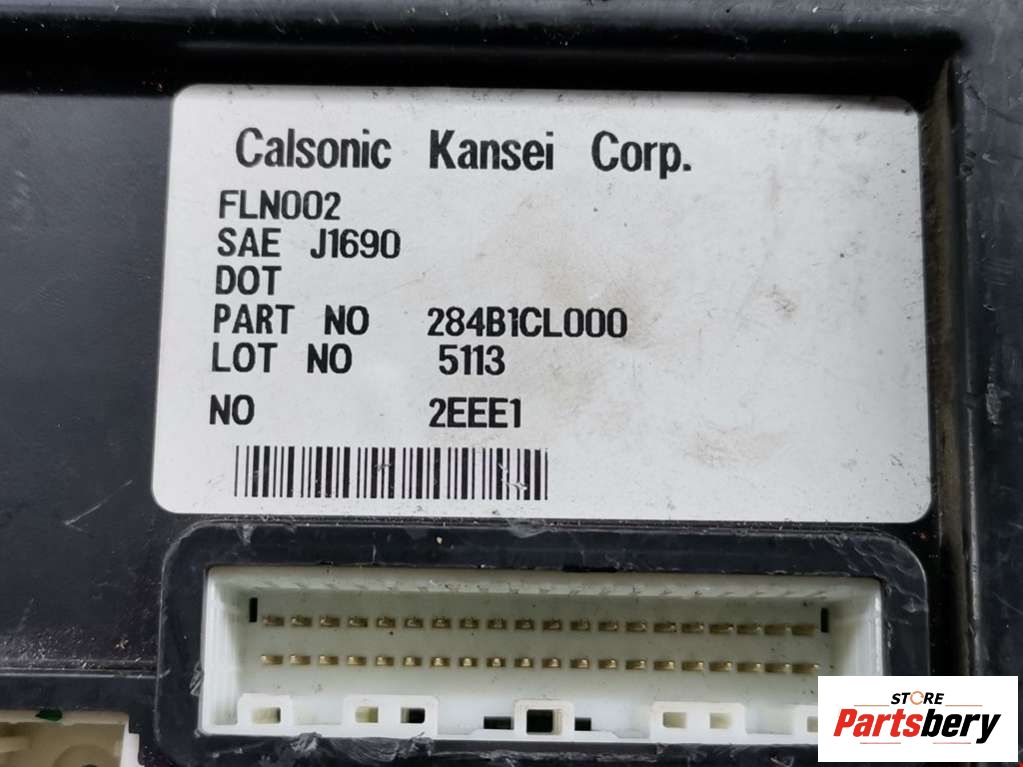 Calsonic Kansei Corp.
FLN002
SAE J1690
DOT
PART NO 284B1CL000
LOT NO 5113
NO 2EEE1
STORE
Partsbery